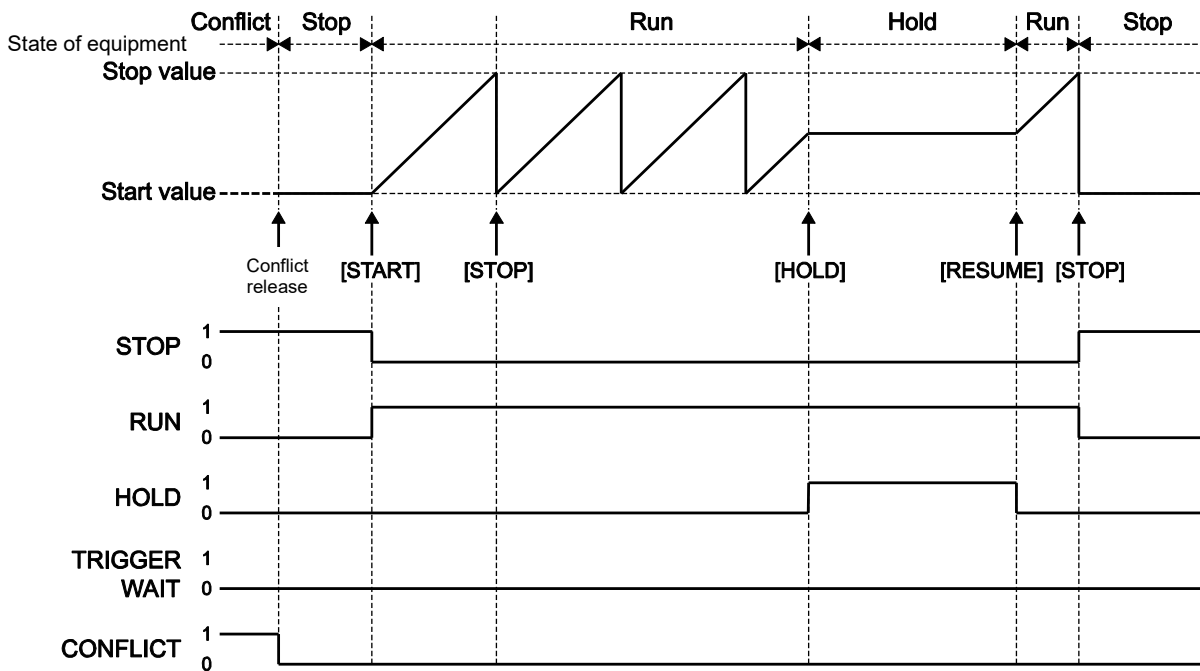 Conflict Stop Run Hold Run Stop
State of equipment
Stop value
Start value
Conflict
release
[START] [STOP] [HOLD] [RESUME] [STOP]
STOP 1
0
RUN 1
0
HOLD 1
0
TRIGGER 1
WAIT 0
CONFLICT 1
0